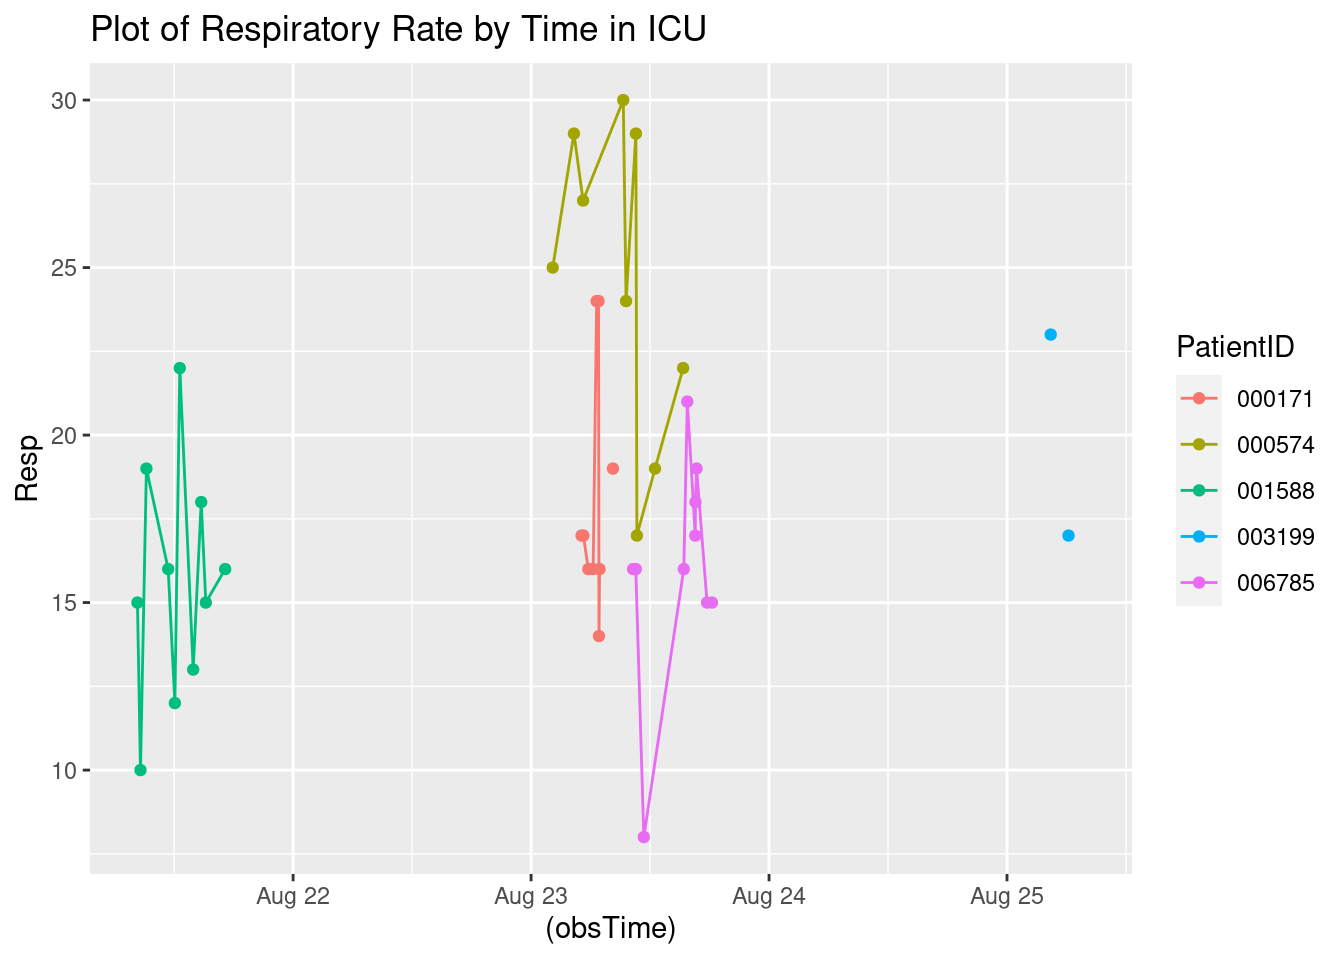 Plot of Respiratory Rate by Time in ICU
30
25
20
15
10
Resp
Aug 22
Aug 23
Aug 24
Aug 25
(obsTime)
PatientID
000171
000574
001588
003199
006785